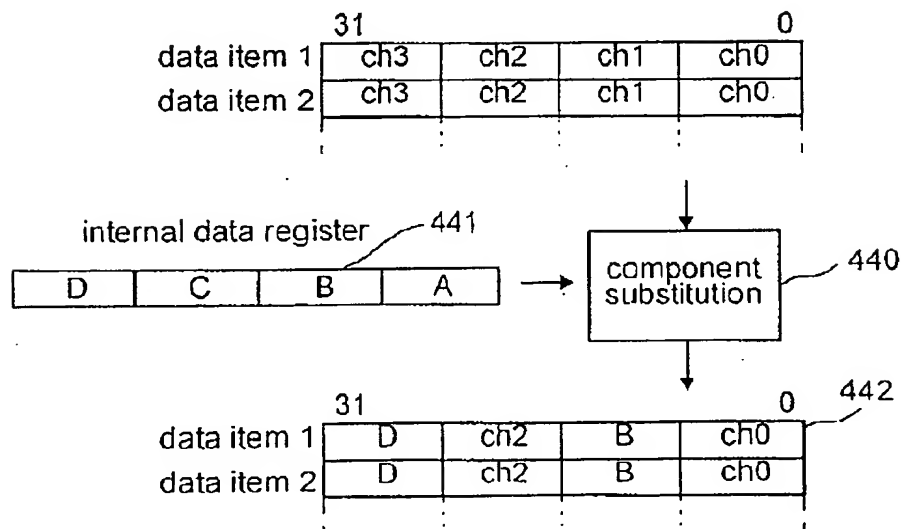 31 0
data item 1 ch3 ch2 ch1 ch0
data item 2 ch3 ch2 ch1 ch0
internal data register 441
D C B A
component
substitution
440
31 0
442
data item 1 D ch2 B ch0
data item 2 D ch2 B ch0